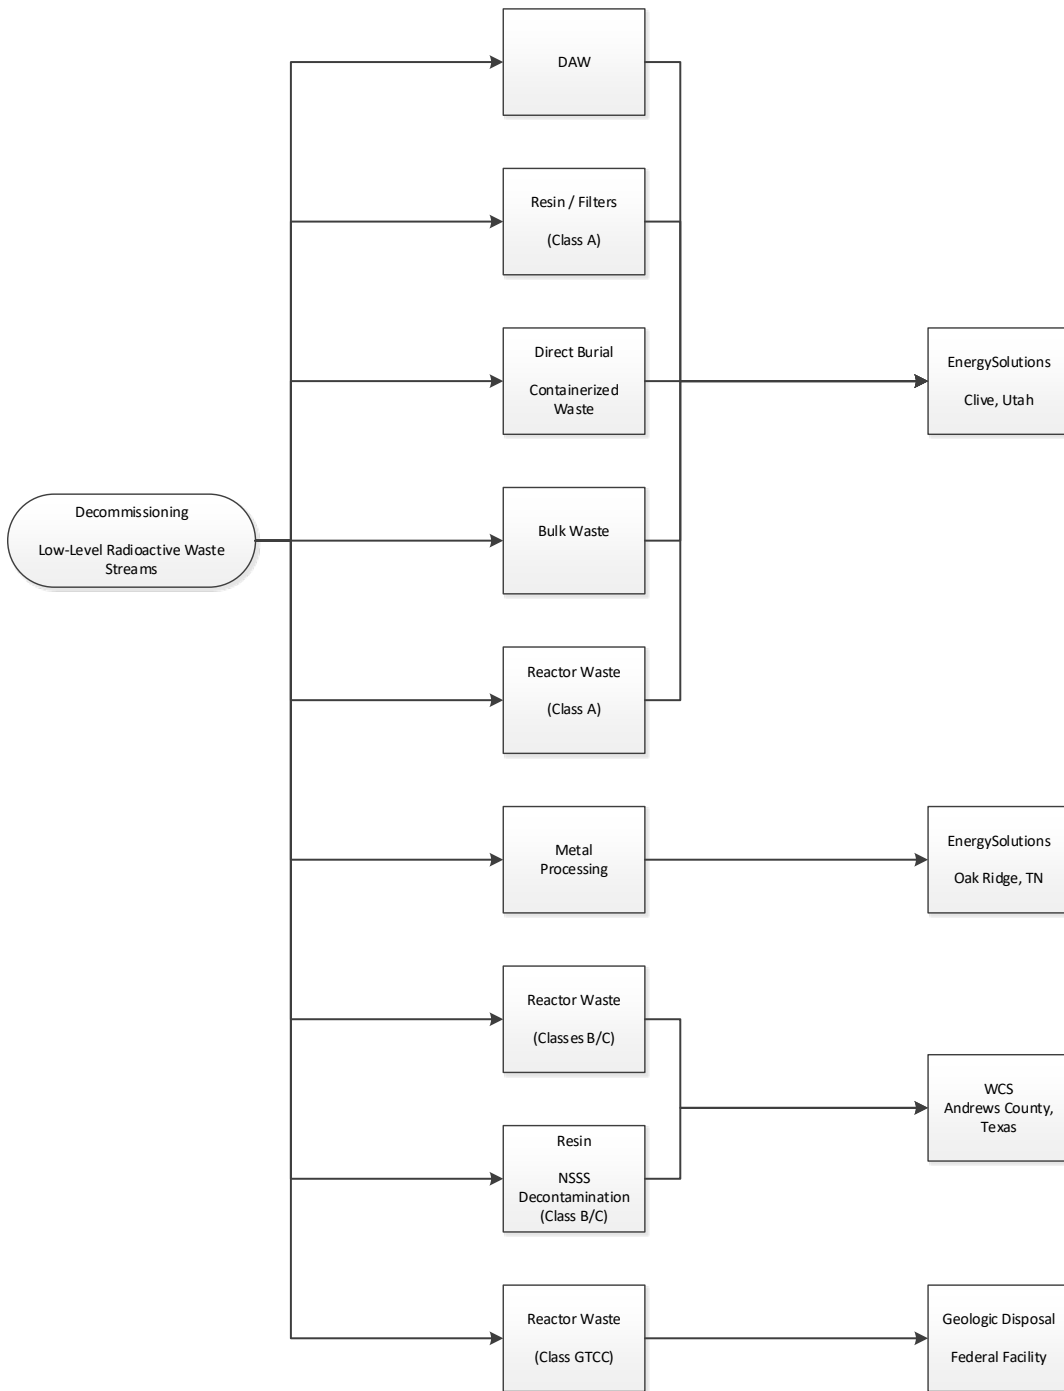 DAW
Resin / Filters
(Class A)
Direct Burial
Containerized
Waste
EnergySolutions
Clive, Utah
Decommissioning
Low-Level Radioactive Waste
Streams
Bulk Waste
Reactor Waste
(Class A)
Metal
Processing
EnergySolutions
Oak Ridge, TN
Reactor Waste
(Classes B/C)
WCS
Andrews County,
Texas
Resin
NSSS
Decontamination
(Class B/C)
Reactor Waste
(Class GTCC)
Geologic Disposal
Federal Facility